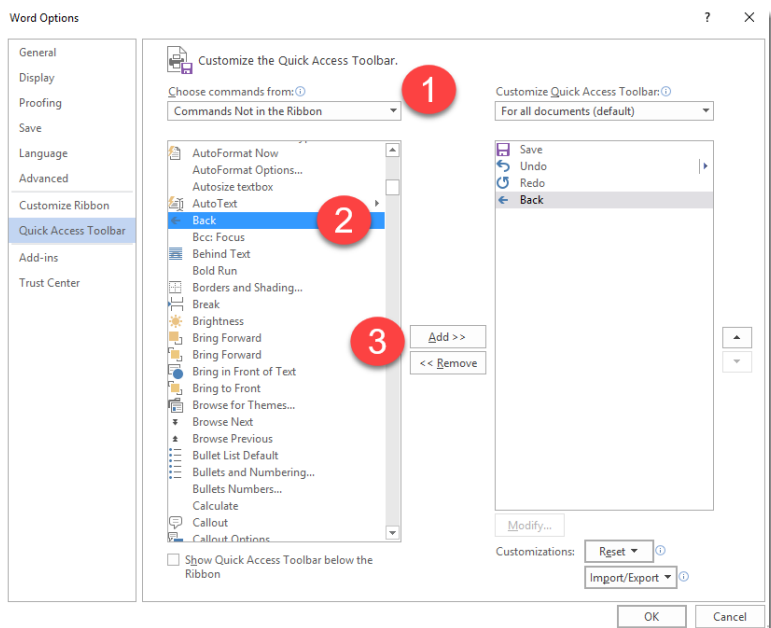 Word Options
?
General
Display
Proofing
Save
Language
Advanced
Customize Ribbon
Quick Access Toolbar
Add-ins
Trust Center
Customize the Quick Access Toolbar.
Choose commands from:
1
Commands Not in the Ribbon
AutoFormat Now
AutoFormat Options...
Autosize textbox
AutoText
Back
2
Bcc: Focus
Behind Text
Bold Run
Borders and Shading...
Break
Brightness
Bring Forward
Bring Forward
Bring in Front of Text
Bring to Front
Browse for Themes...
Browse Next
Browse Previous
Bullet List Default
Bullets and Numbering...
Bullets Numbers...
Calculate
Callout
Callout Options
Show Quick Access Toolbar below the
Ribbon
3
Add >>
<< Remove
Customize Quick Access Toolbar:
For all documents (default)
Save
Undo
Redo
Back
Modify...
Customizations:
Reset
Import/Export
OK
Cancel